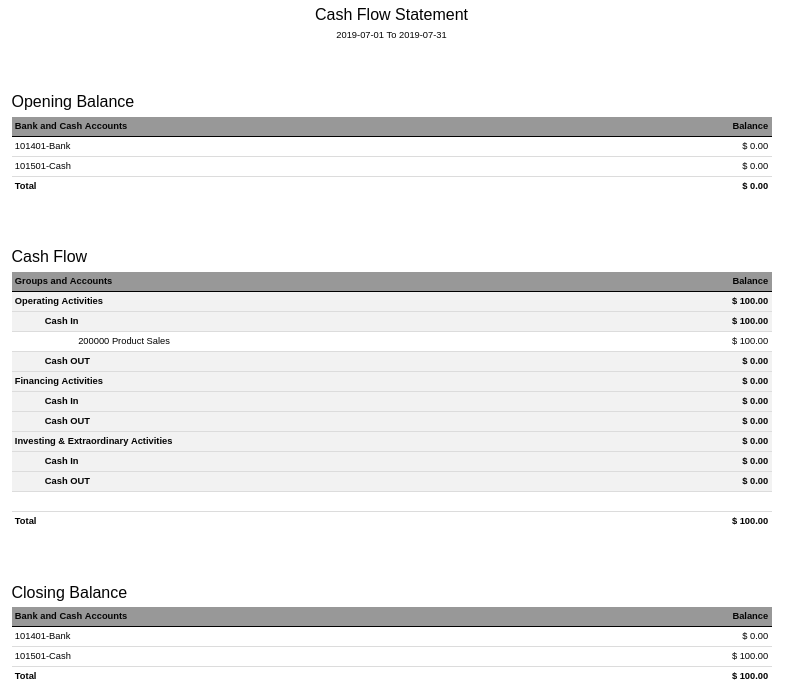 Cash Flow Statement
2019-07-01 To 2019-07-31
Opening Balance
Bank and Cash Accounts Balance
101401-Bank $ 0.00
101501-Cash $ 0.00
Total $ 0.00
Cash Flow
Groups and Accounts Balance
Operating Activities $ 100.00
Cash In $ 100.00
200000 Product Sales $ 100.00
Cash OUT $ 0.00
Financing Activities $ 0.00
Cash In $ 0.00
Cash OUT $ 0.00
Investing & Extraordinary Activities $ 0.00
Cash In $ 0.00
Cash OUT $ 0.00
Total $ 100.00
Closing Balance
Bank and Cash Accounts Balance
101401-Bank $ 0.00
101501-Cash $ 100.00
Total $ 100.00